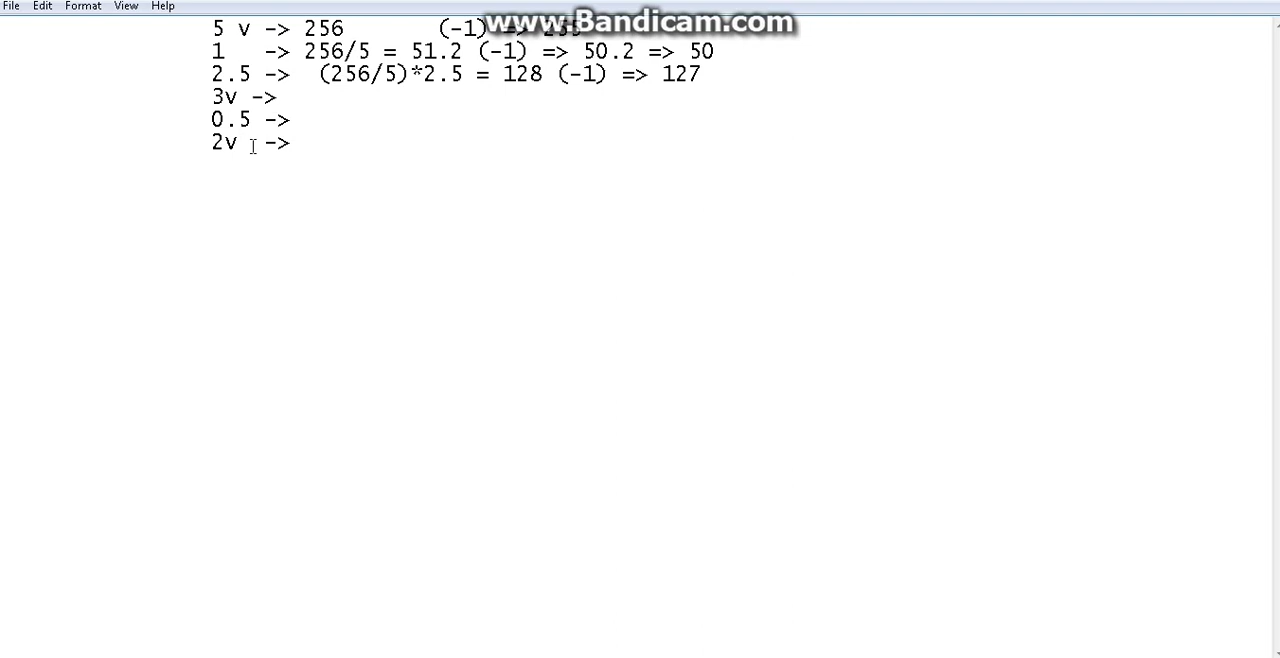 File Edit Format View Help
www.Bandicam.com
5 v -> 256 (-1) => 255
1 -> 256/5 = 51.2 (-1) => 50.2 => 50
2.5 -> (256/5)*2.5 = 128 (-1) => 127
3v ->
0.5 ->
2v ->